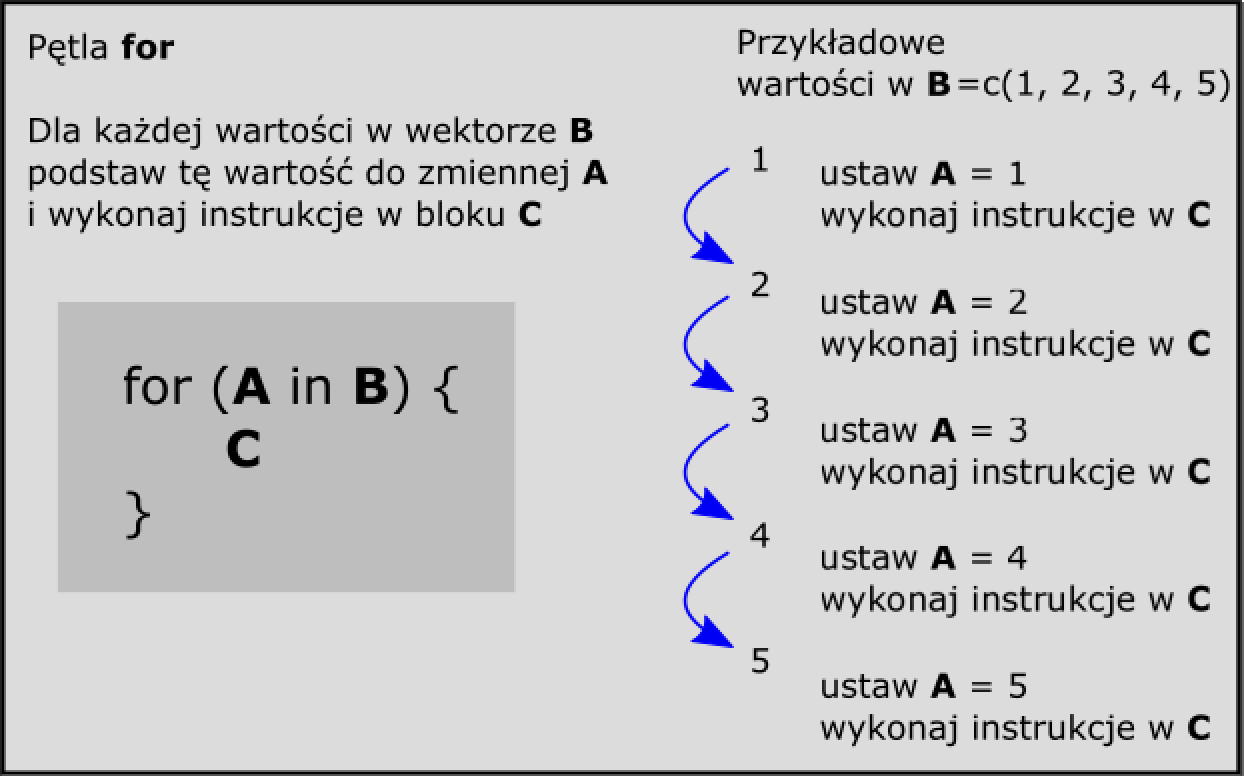 Pętla for
Dla każdej wartości w wektorze B
podstaw tę wartość do zmiennej A
i wykonaj instrukcje w bloku C
for (A in B) {
C
}
Przykładowe
wartości w B=c(1, 2, 3, 4, 5)
1
ustaw A = 1
wykonaj instrukcje w C
2
ustaw A = 2
wykonaj instrukcje w C
3
ustaw A = 3
wykonaj instrukcje w C
4
ustaw A = 4
wykonaj instrukcje w C
5
ustaw A = 5
wykonaj instrukcje w C